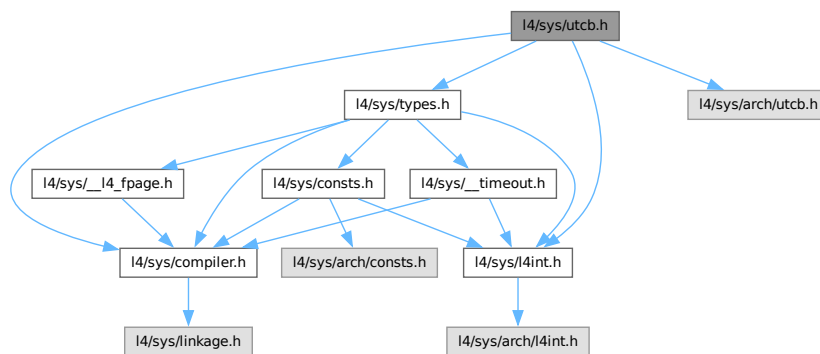 l4/sys/utcb.h
l4/sys/types.h
l4/sys/arch/utcb.h
l4/sys/__l4_fpage.h
l4/sys/consts.h
l4/sys/__timeout.h
l4/sys/compiler.h
l4/sys/arch/consts.h
l4/sys/l4int.h
l4/sys/linkage.h
l4/sys/arch/l4int.h